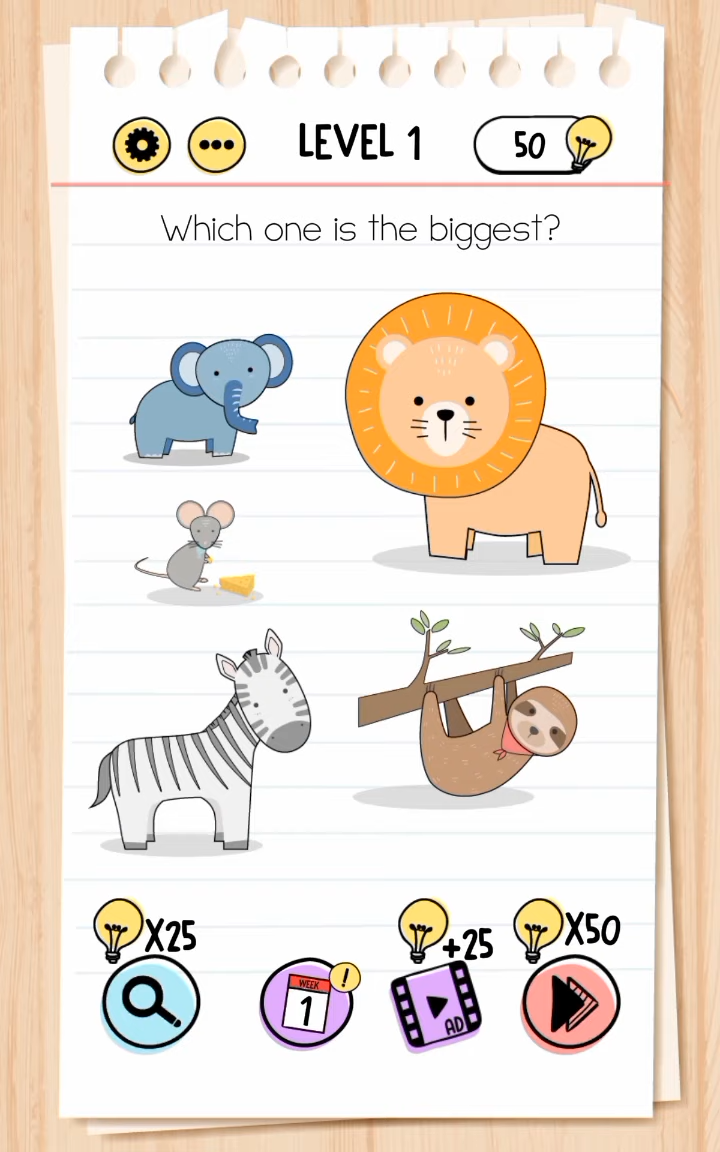 LEVEL 1
50
Which one is the biggest?
X25
+25
X50
WEEK
!
1
AD